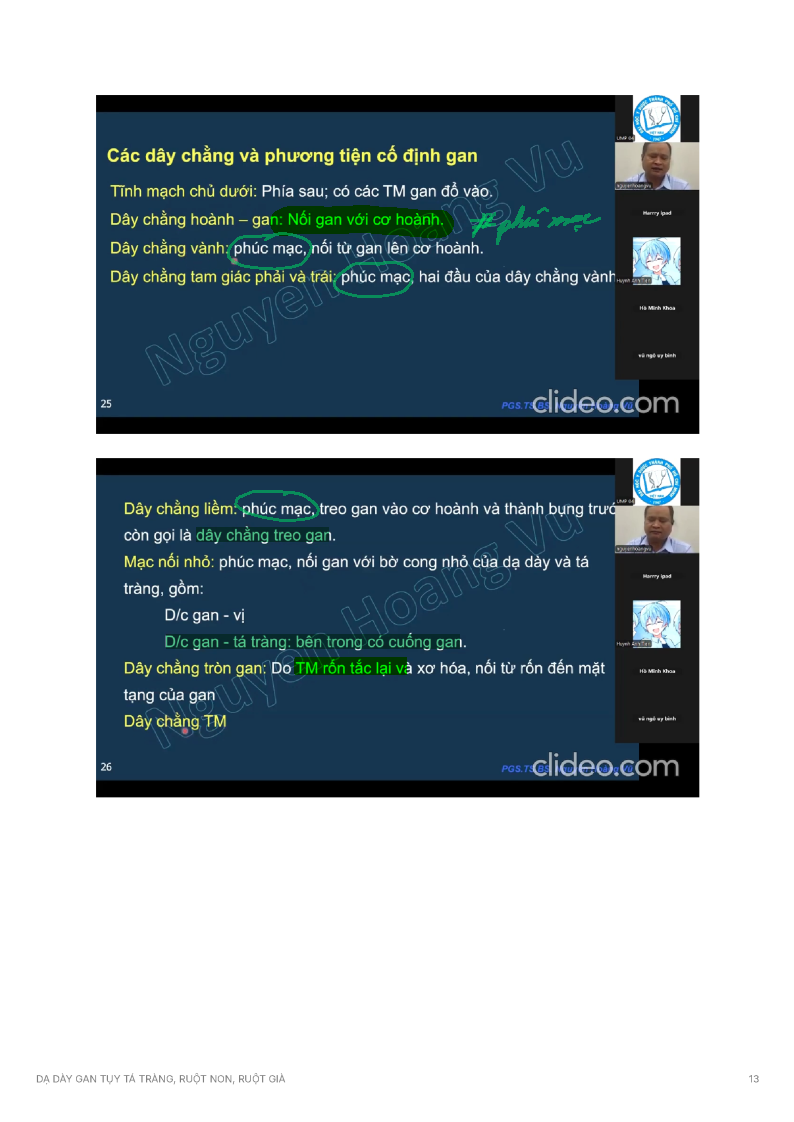 Các dây chằng và phương tiện cố định gan
Tĩnh mạch chủ dưới: Phía sau; có các TM gan đổ vào.
Dây chằng hoành – gan: Nối gan với cơ hoành. ≠ phúc mạc
Dây chằng vành: phúc mạc, nối từ gan lên cơ hoành.
Dây chằng tam giác phải và trái: phúc mạc, hai đầu của dây chằng vành
Nguyen Hoang Vu
25
PGS.TS.BS
clideo.com
UMP
nguyenhoangvu
Harrry ipad
Hồ Minh Khoa
vũ ngô uy bình
Dây chằng liềm: phúc mạc, treo gan vào cơ hoành và thành bụng trướ
còn gọi là dây chằng treo gan.
Mạc nối nhỏ: phúc mạc, nối gan với bờ cong nhỏ của dạ dày và tá
tràng, gồm:
D/c gan - vị
D/c gan - tá tràng: bên trong có cuống gan.
Dây chằng tròn gan: Do TM rốn tắc lại và xơ hóa, nối từ rốn đến mặt
tạng của gan
Dây chằng TM
Nguyen Hoang Vu
26
PGS.TS.BS
clideo.com
UMP
nguyenhoangvu
Harrry ipad
Hồ Minh Khoa
vũ ngô uy bình
DẠ DÀY GAN TỤY TÁ TRÀNG, RUỘT NON, RUỘT GIÀ
13